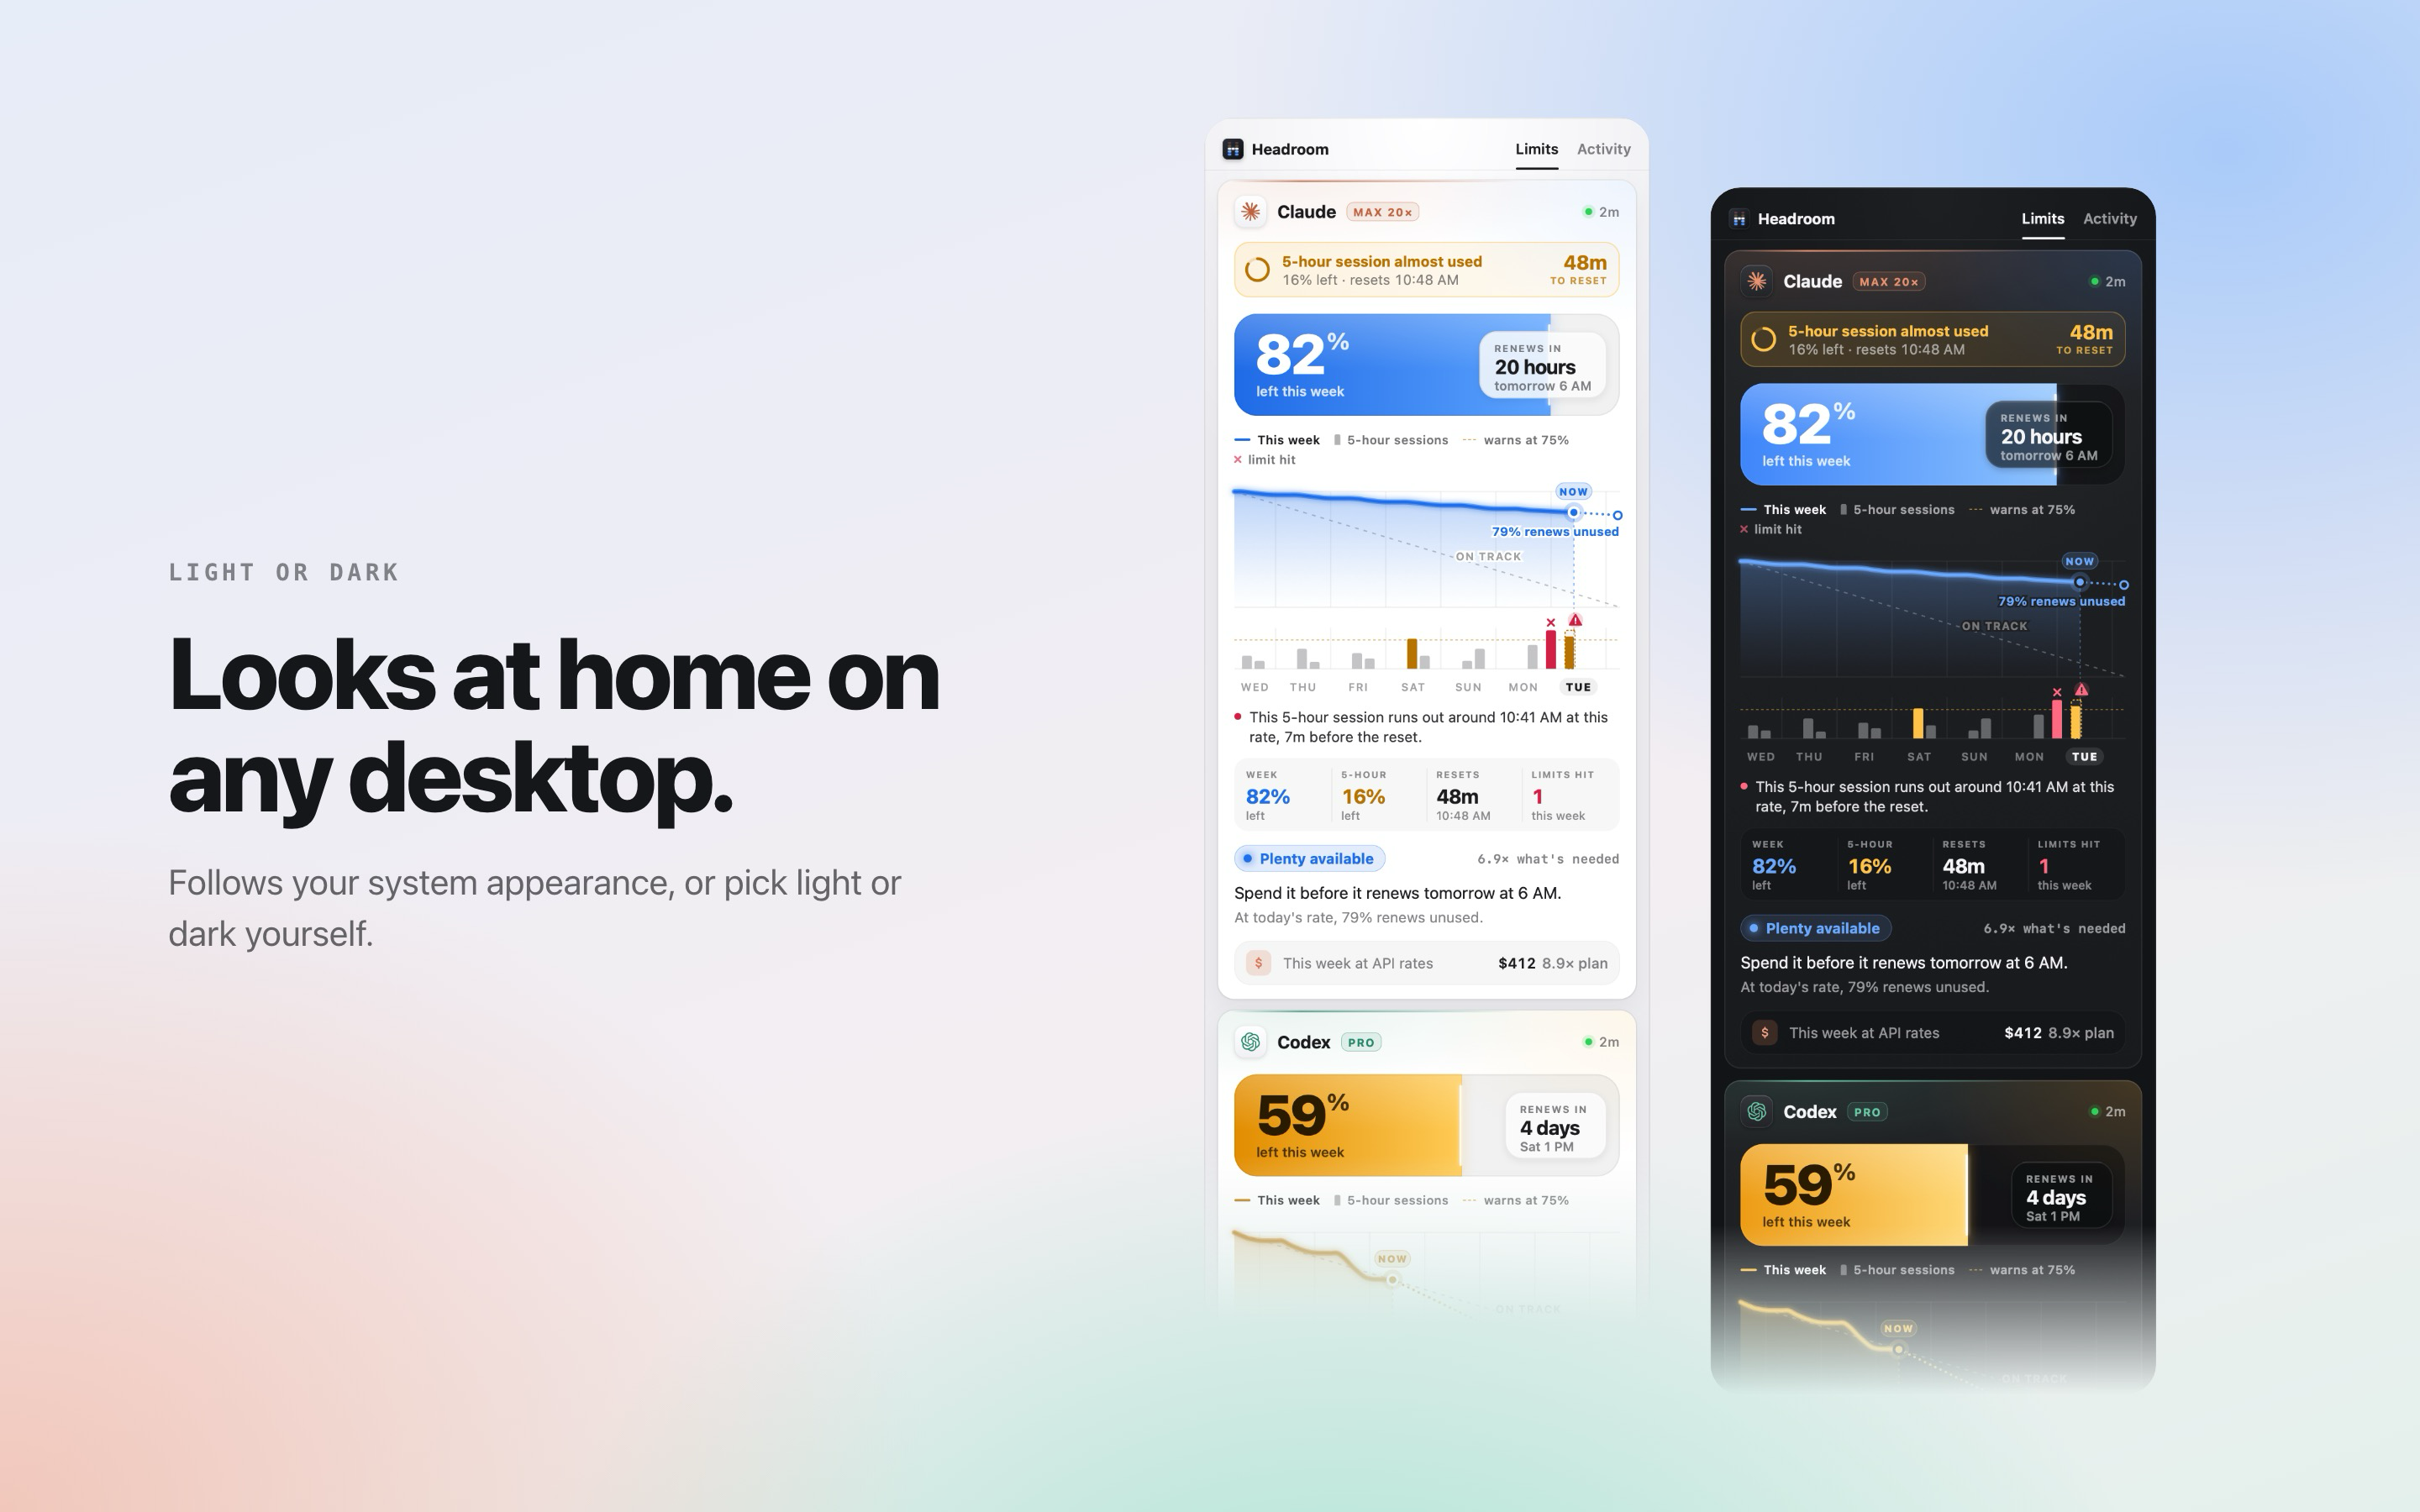 LIGHT OR DARK
Looks at home on
any desktop.
Follows your system appearance, or pick light or
dark yourself.
Headroom
Limits Activity
Claude MAX 20× 2m
5-hour session almost used
16% left · resets 10:48 AM
48m
TO RESET
82%
left this week
RENEWS IN
20 hours
tomorrow 6 AM
This week 5-hour sessions warns at 75%
× limit hit
NOW
79% renews unused
ON TRACK
WED THU FRI SAT SUN MON TUE
This 5-hour session runs out around 10:41 AM at this
rate, 7m before the reset.
WEEK 5-HOUR RESETS LIMITS HIT
82% 16% 48m 1
left left 10:48 AM this week
Plenty available 6.9× what's needed
Spend it before it renews tomorrow at 6 AM.
At today's rate, 79% renews unused.
$ This week at API rates $412 8.9× plan
Codex PRO 2m
59%
left this week
RENEWS IN
4 days
Sat 1 PM
This week 5-hour sessions warns at 75%
NOW
ON TRACK
Headroom
Limits Activity
Claude MAX 20× 2m
5-hour session almost used
16% left · resets 10:48 AM
48m
TO RESET
82%
left this week
RENEWS IN
20 hours
tomorrow 6 AM
This week 5-hour sessions warns at 75%
× limit hit
NOW
79% renews unused
ON TRACK
WED THU FRI SAT SUN MON TUE
This 5-hour session runs out around 10:41 AM at this
rate, 7m before the reset.
WEEK 5-HOUR RESETS LIMITS HIT
82% 16% 48m 1
left left 10:48 AM this week
Plenty available 6.9× what's needed
Spend it before it renews tomorrow at 6 AM.
At today's rate, 79% renews unused.
$ This week at API rates $412 8.9× plan
Codex PRO 2m
59%
left this week
RENEWS IN
4 days
Sat 1 PM
This week 5-hour sessions warns at 75%
NOW
ON TRACK